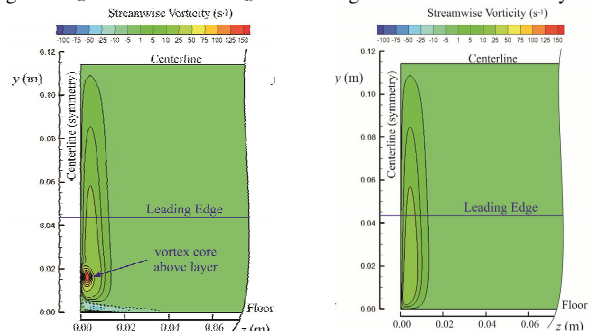 Streamwise Vorticity (s-1)
-100 -75 -50 -25 -10 -5 -1 5 10 25 50 75 100 125 150
0.12
Centerline
y (m)
0.10
Centerline (symmetry)
0.08
0.06
Leading Edge
0.04
vortex core
above layer
0.02
Floor
0.00
0.00 0.02 0.04 0.06
z (m)
Streamwise Vorticity (s-1)
-100 -75 -50 -25 -10 -5 1 5 10 25 50 75 100 125 150
0.12
Centerline
y (m)
0.10
Centerline (symmetry)
0.08
0.06
Leading Edge
0.04
0.02
Floor
0.00
0.00 0.02 0.04 0.06
z (m)